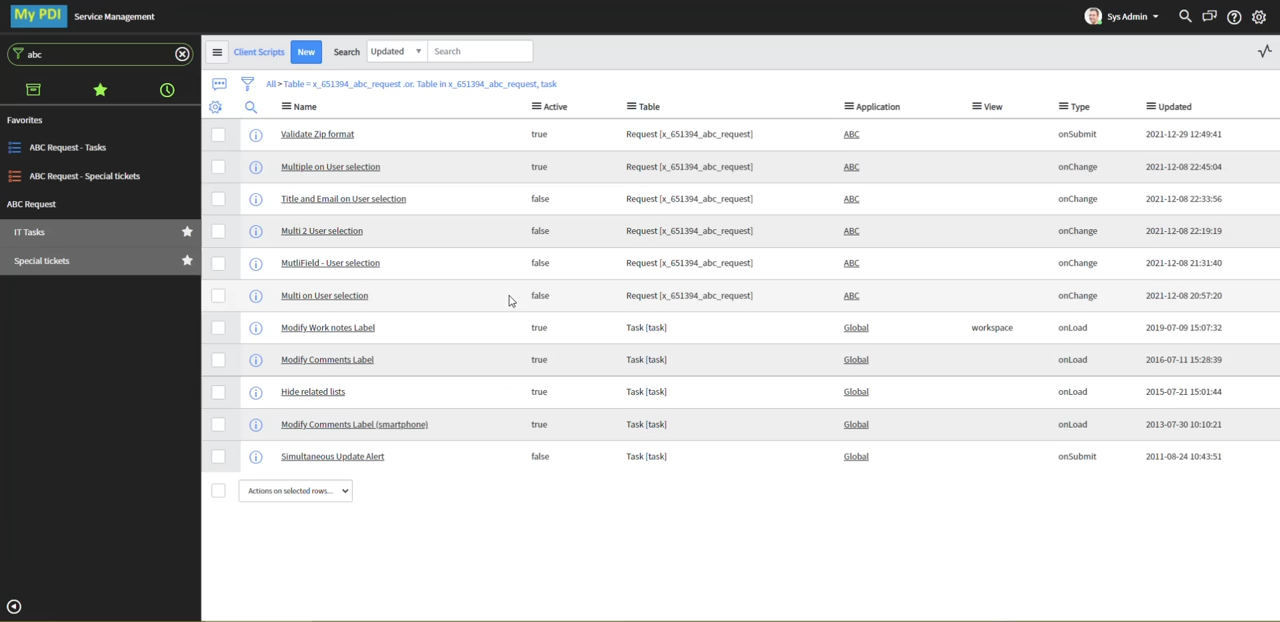 My PDI Service Management Sys Admin
abc
Client Scripts New Search Updated Search
All > Table = x_651394_abc_request .or. Table in x_651394_abc_request, task
Favorites
ABC Request - Tasks
ABC Request - Special tickets
ABC Request
IT Tasks
Special tickets
Name Active Table Application View Type Updated
Validate Zip format true Request [x_651394_abc_request] ABC onSubmit 2021-12-29 12:49:41
Multiple on User selection true Request [x_651394_abc_request] ABC onChange 2021-12-08 22:45:04
Title and Email on User selection false Request [x_651394_abc_request] ABC onChange 2021-12-08 22:33:56
Multi 2 User selection false Request [x_651394_abc_request] ABC onChange 2021-12-08 22:19:19
MutliField - User selection false Request [x_651394_abc_request] ABC onChange 2021-12-08 21:31:40
Multi on User selection false Request [x_651394_abc_request] ABC onChange 2021-12-08 20:57:20
Modify Work notes Label true Task [task] Global workspace onLoad 2019-07-09 15:07:32
Modify Comments Label true Task [task] Global onLoad 2016-07-11 15:28:39
Hide related lists true Task [task] Global onLoad 2015-07-21 15:01:44
Modify Comments Label (smartphone) true Task [task] Global onLoad 2013-07-30 10:10:21
Simultaneous Update Alert false Task [task] Global onSubmit 2011-08-24 10:43:51
Actions on selected rows...